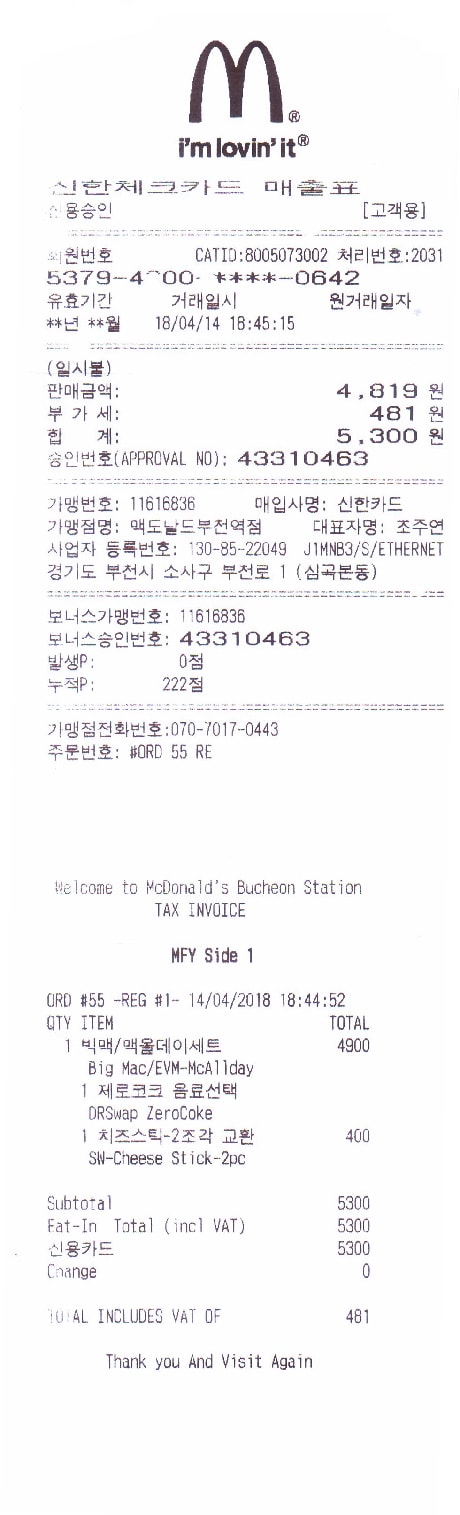 i'm lovin' it®
신한체크카드 매출표
신용승인 [고객용]
회원번호 CATID:8005073002 처리번호:2031
****-0642
유효기간 거래일시 원거래일자
**년 **월 18/04/14 18:45:15
(일시불)
판매금액: 4,819 원
부 가 세: 481 원
합 계: 5,300 원
승인번호(APPROVAL NO): 43310463
가맹번호: 11616836 매입사명: 신한카드
가맹점명: 맥도날드부천역점 대표자명: 조주연
사업자 등록번호: 130-85-22049 J1MNB3/S/ETHERNET
경기도 부천시 소사구 부천로 1 (심곡본동)
보너스가맹번호: 11616836
보너스승인번호: 43310463
발생P: 0점
누적P: 222점
가맹점전화번호:070-7017-0443
주문번호: #ORD 55 RE
Welcome to McDonald's Bucheon Station
TAX INVOICE
MFY Side 1
ORD #55 -REG #1- 14/04/2018 18:44:52
QTY ITEM TOTAL
1 빅맥/맥올데이세트 4900
Big Mac/EVM-McAllday
1 제로코크 음료선택
DRSwap ZeroCoke
1 치즈스틱-2조각 교환 400
SW-Cheese Stick-2pc
Subtotal 5300
Eat-In Total (incl VAT) 5300
신용카드 5300
Change 0
TOTAL INCLUDES VAT OF 481
Thank you And Visit Again